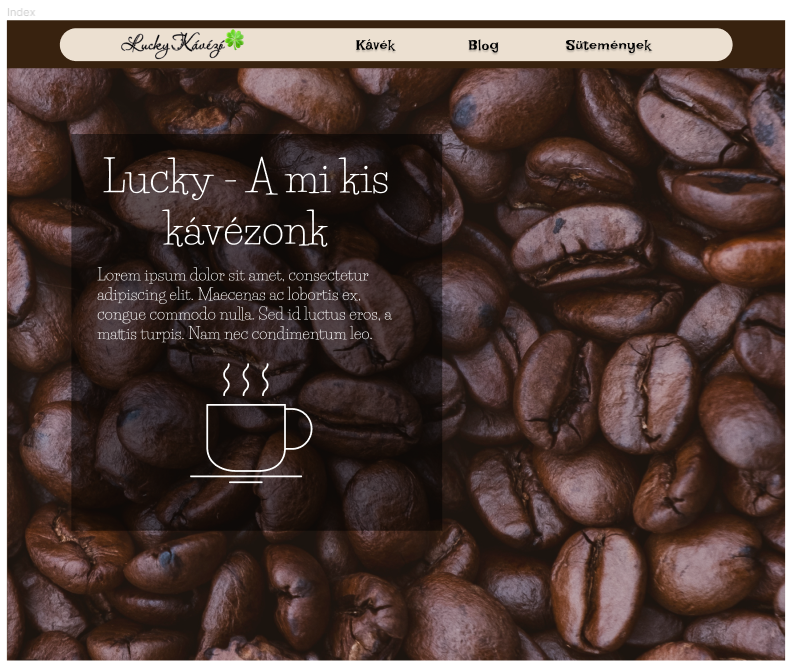 Index
Lucky Kávézó
Kávék
Blog
Sütemények
Lucky - A mi kis
kávézonk
Lorem ipsum dolor sit amet, consectetur
adipiscing elit. Maecenas ac lobortis ex,
congue commodo nulla. Sed id luctus eros, a
mattis turpis. Nam nec condimentum leo.